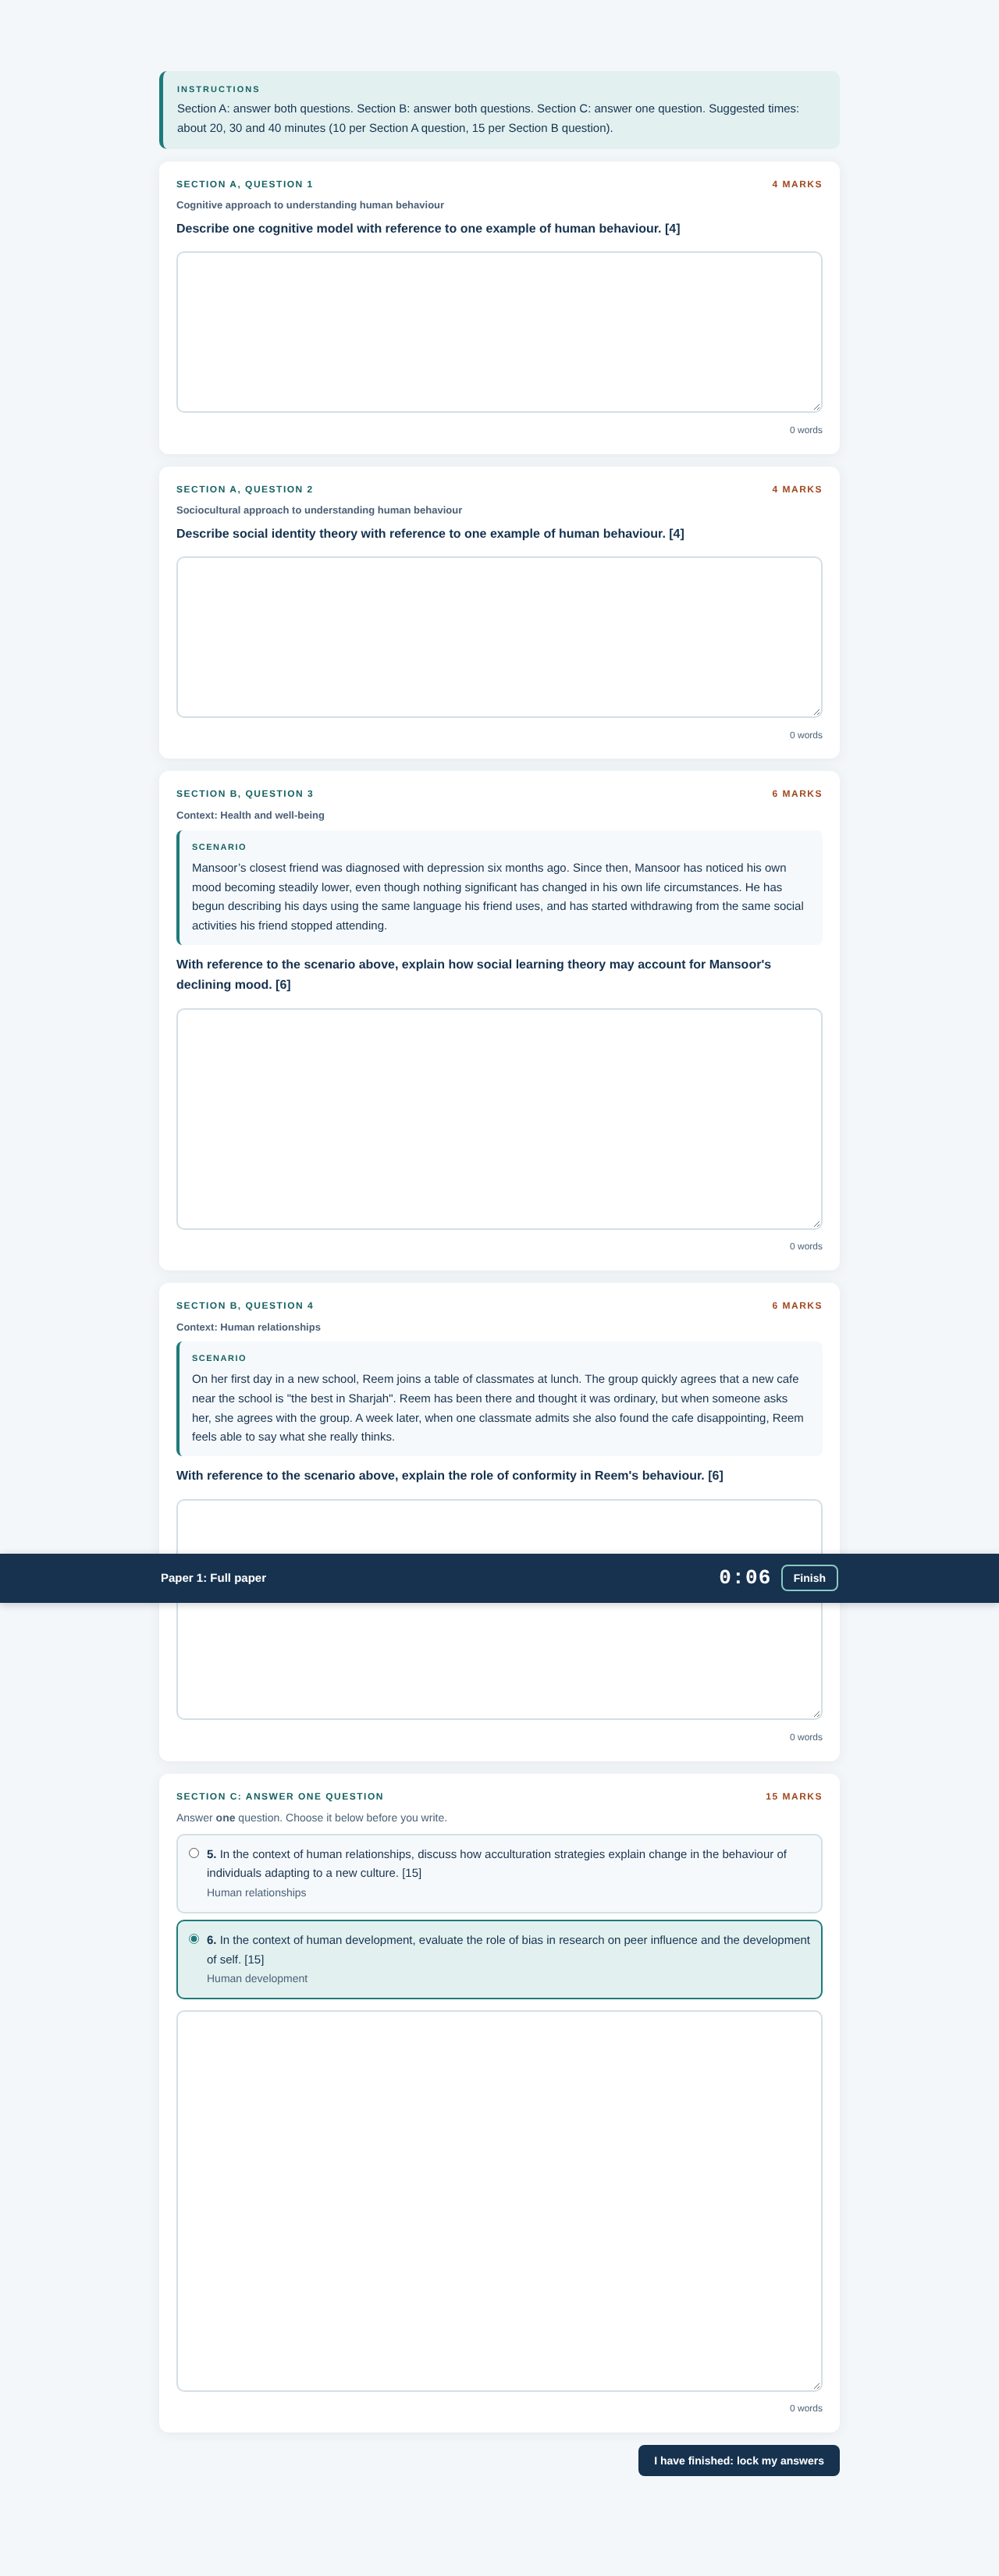 INSTRUCTIONS
Section A: answer both questions. Section B: answer both questions. Section C: answer one question. Suggested times:
about 20, 30 and 40 minutes (10 per Section A question, 15 per Section B question).
SECTION A, QUESTION 1
4 MARKS
Cognitive approach to understanding human behaviour
Describe one cognitive model with reference to one example of human behaviour. [4]
0 words
SECTION A, QUESTION 2
4 MARKS
Sociocultural approach to understanding human behaviour
Describe social identity theory with reference to one example of human behaviour. [4]
0 words
SECTION B, QUESTION 3
6 MARKS
Context: Health and well-being
SCENARIO
Mansoor’s closest friend was diagnosed with depression six months ago. Since then, Mansoor has noticed his own
mood becoming steadily lower, even though nothing significant has changed in his own life circumstances. He has
begun describing his days using the same language his friend uses, and has started withdrawing from the same social
activities his friend stopped attending.
With reference to the scenario above, explain how social learning theory may account for Mansoor's
declining mood. [6]
0 words
SECTION B, QUESTION 4
6 MARKS
Context: Human relationships
SCENARIO
On her first day in a new school, Reem joins a table of classmates at lunch. The group quickly agrees that a new cafe
near the school is "the best in Sharjah". Reem has been there and thought it was ordinary, but when someone asks
her, she agrees with the group. A week later, when one classmate admits she also found the cafe disappointing, Reem
feels able to say what she really thinks.
With reference to the scenario above, explain the role of conformity in Reem's behaviour. [6]
Paper 1: Full paper
0:06
Finish
0 words
SECTION C: ANSWER ONE QUESTION
15 MARKS
Answer one question. Choose it below before you write.
5. In the context of human relationships, discuss how acculturation strategies explain change in the behaviour of
individuals adapting to a new culture. [15]
Human relationships
6. In the context of human development, evaluate the role of bias in research on peer influence and the development
of self. [15]
Human development
0 words
I have finished: lock my answers